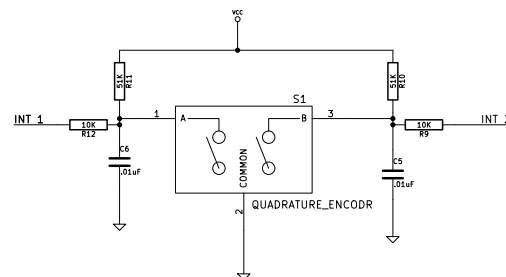 VCC
51K
R11
51K
R10
S1
INT 1
10K
R12
1
A
B
3
10K
R9
INT
C6
.01uF
COMMON
C5
.01uF
2
QUADRATURE_ENCODR